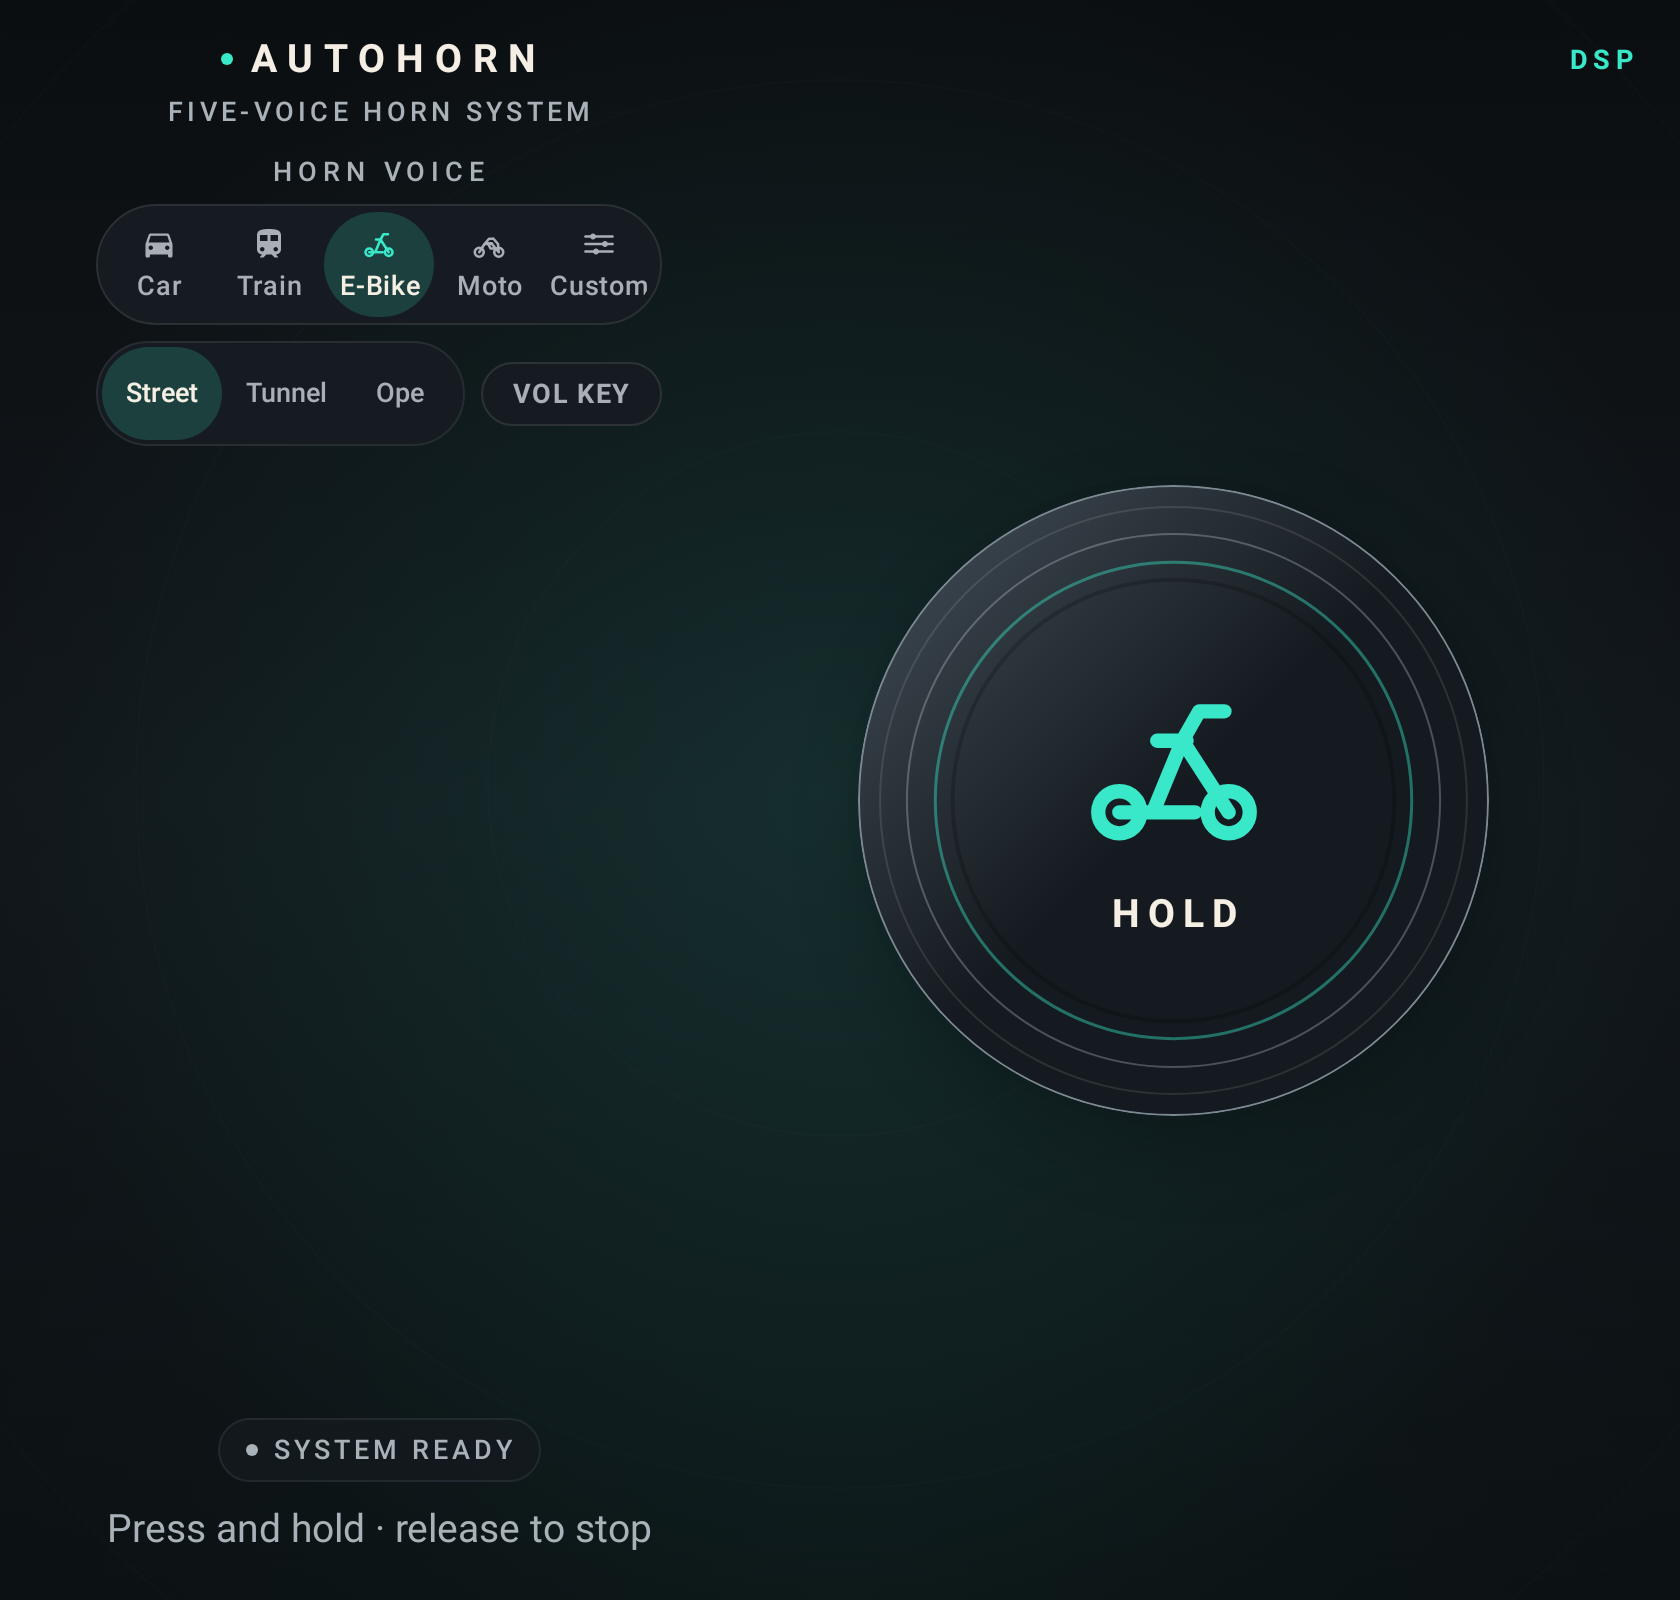 AUTOHORN
DSP
FIVE-VOICE HORN SYSTEM
HORN VOICE
Car Train E-Bike Moto Custom
Street Tunnel Ope VOL KEY
HOLD
SYSTEM READY
Press and hold · release to stop